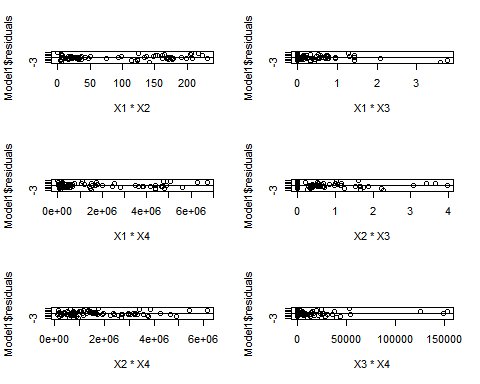 Model1$residuals
-3
0 50 100 150 200
X1 * X2
Model1$residuals
-3
0 1 2 3
X1 * X3
Model1$residuals
-3
0e+00 2e+06 4e+06 6e+06
X1 * X4
Model1$residuals
-3
0 1 2 3 4
X2 * X3
Model1$residuals
-3
0e+00 2e+06 4e+06 6e+06
X2 * X4
Model1$residuals
-3
0 50000 100000 150000
X3 * X4